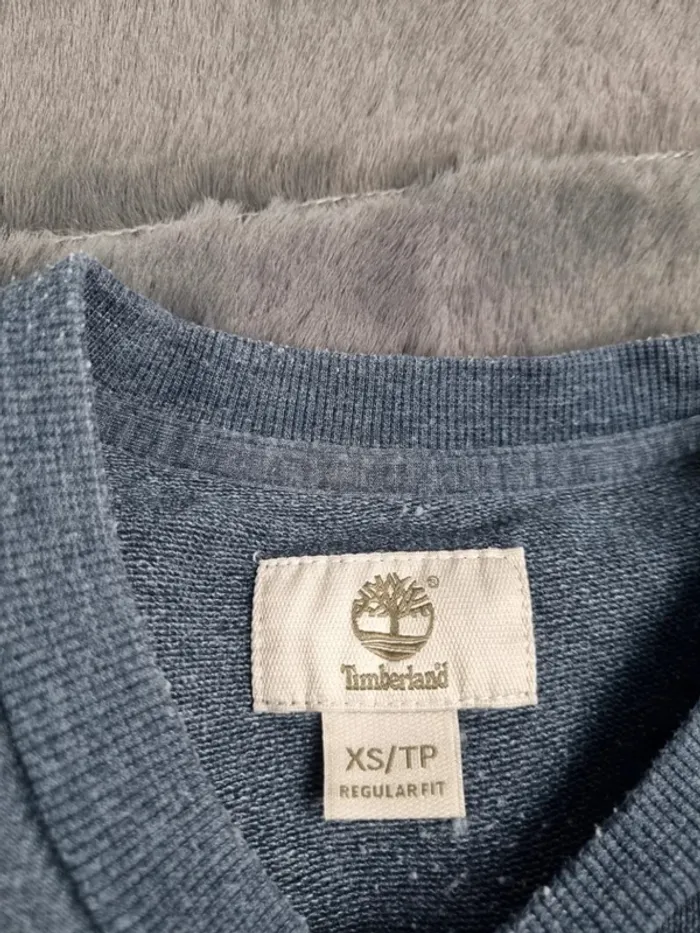 ®
Timberland
XS/TP
REGULAR FIT